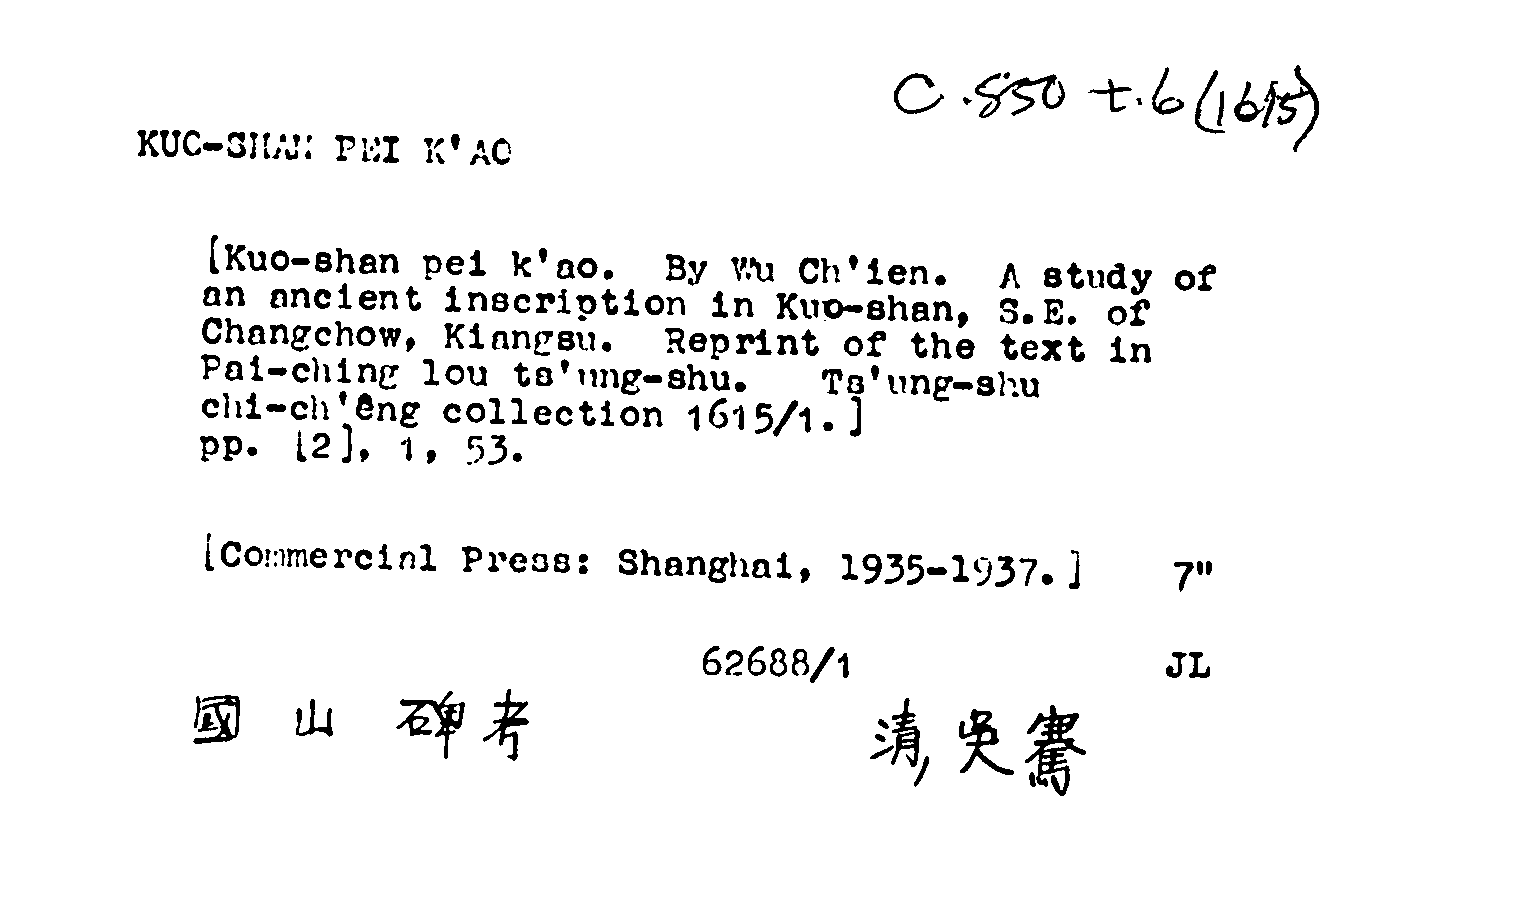 C.850 t.6 (1615)
KUO-SHAN PEI K'AO
[Kuo-shan pei k'ao. By Wu Ch'ien. A study of
an ancient inscription in Kuo-shan, S.E. of
Changchow, Kiangsu. Reprint of the text in
Pai-ching lou ts'ung-shu. Ts'ung-shu
chi-ch'êng collection 1615/1.]
pp. [2], 1, 53.
[Commercial Press: Shanghai, 1935-1937.] 7"
62688/1 JL
國山碑考 清,吳騫